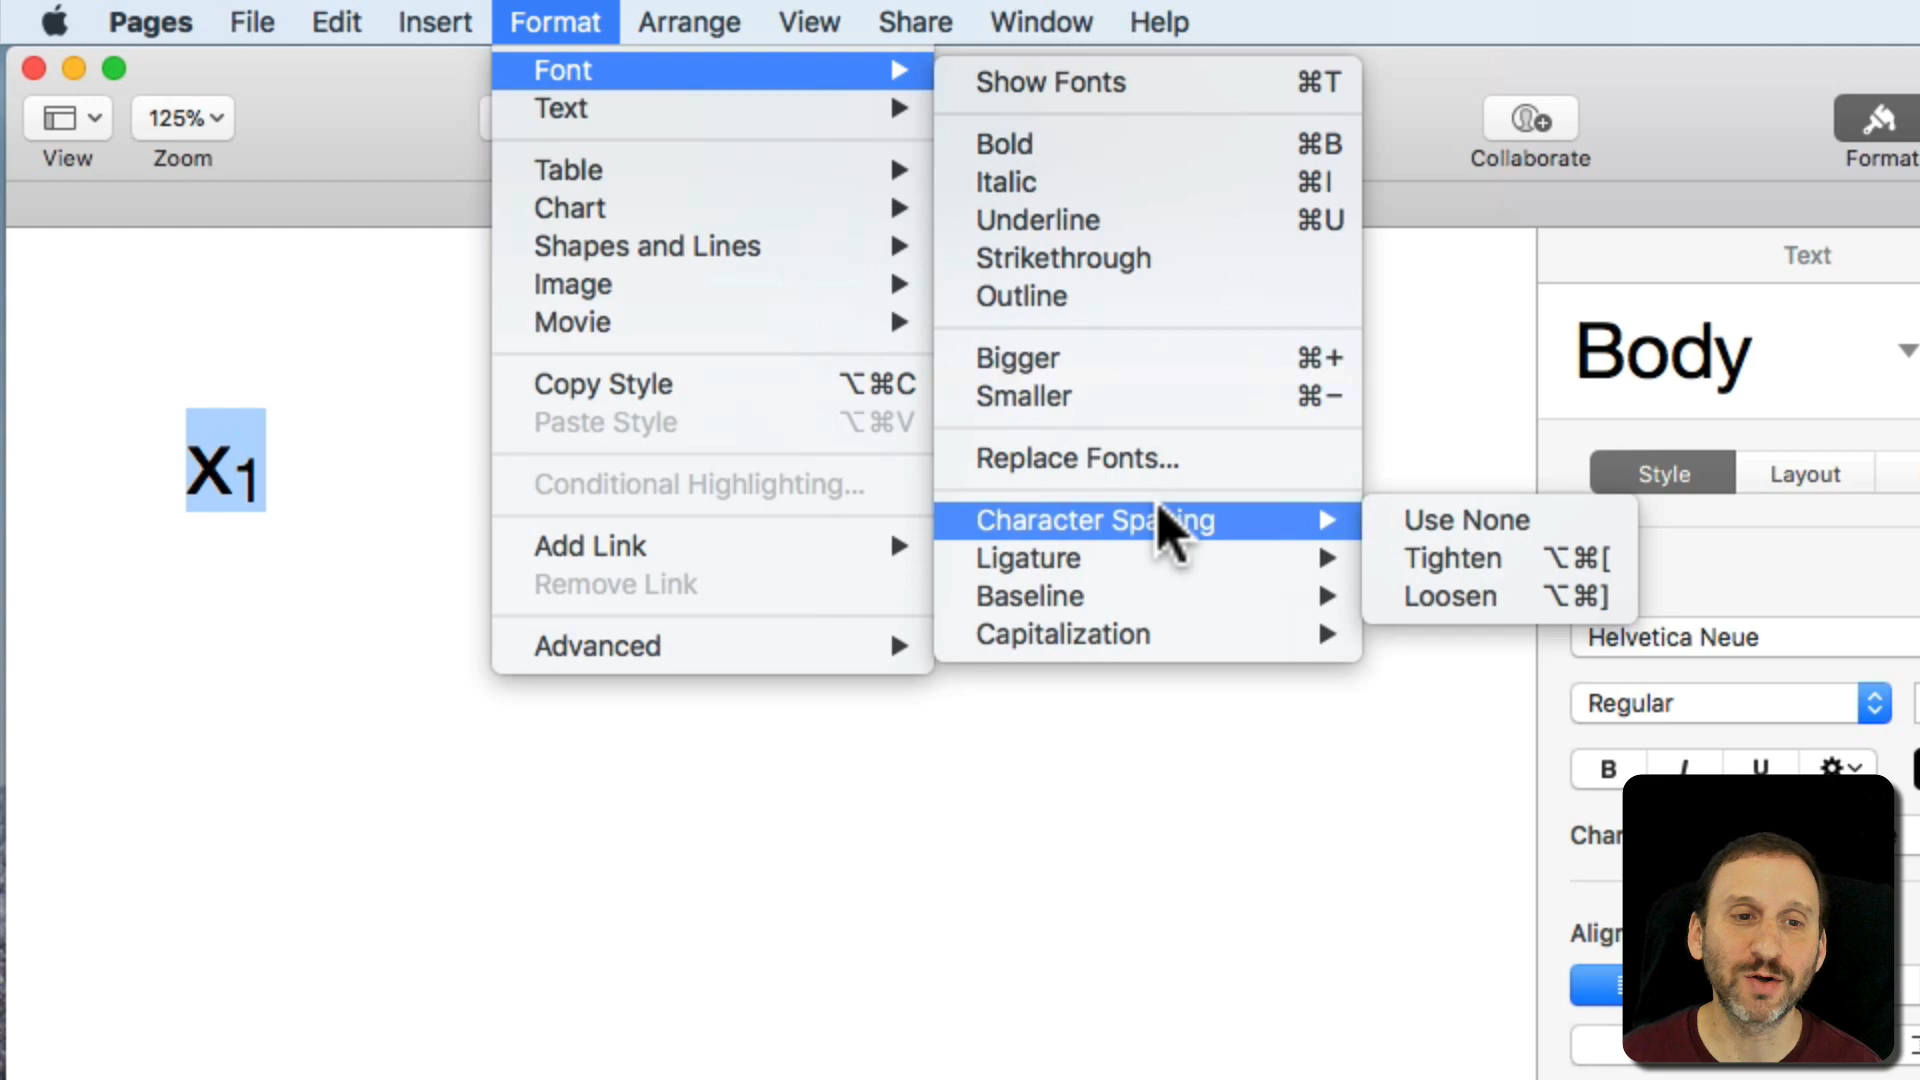 Pages File Edit Insert Format Arrange View Share Window Help
125%
View Zoom
Collaborate
Format
Font
Text
Table
Chart
Shapes and Lines
Image
Movie
Copy Style ⌥⌘C
Paste Style ⌥⌘V
Conditional Highlighting...
Add Link
Remove Link
Advanced
Show Fonts ⌘T
Bold ⌘B
Italic ⌘I
Underline ⌘U
Strikethrough
Outline
Bigger ⌘+
Smaller ⌘−
Replace Fonts...
Character Spacing
Ligature
Baseline
Capitalization
Use None
Tighten ⌥⌘[
Loosen ⌥⌘]
x₁
Text
Body
Style Layout
Helvetica Neue
Regular
B I U